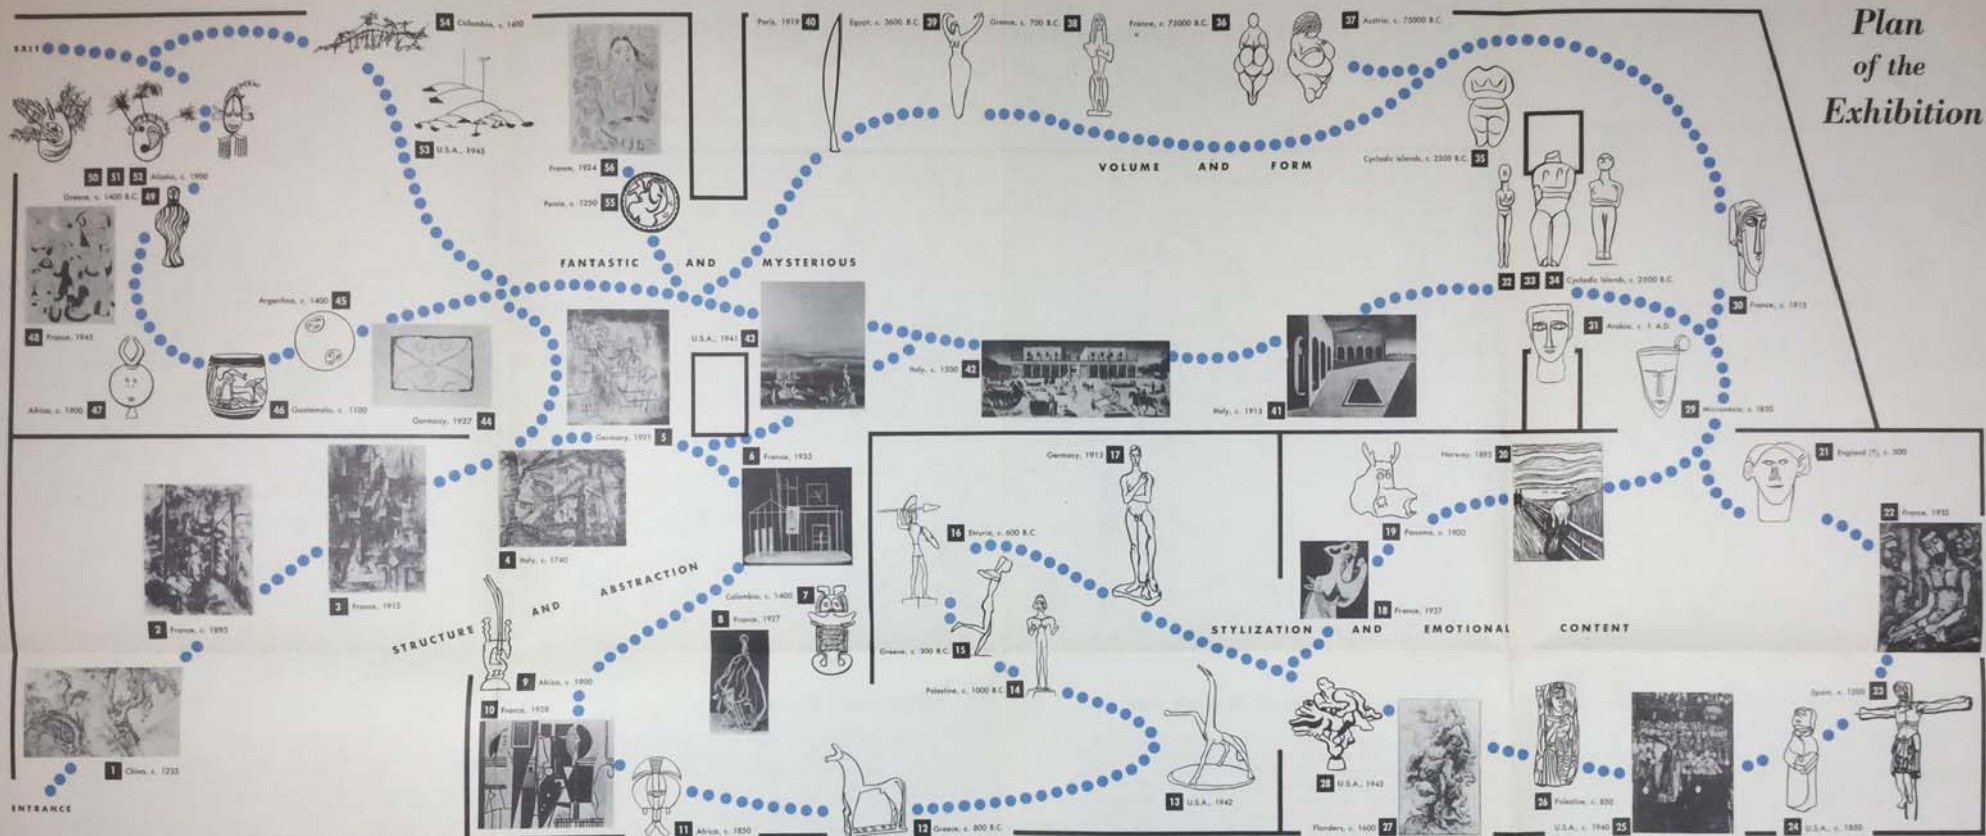 Plan
of the
Exhibition
EXIT
54 Colombia, c. 1400
53 U.S.A., 1945
France, 1924 56
Persia, c. 1250 55
Paris, 1919 40
Egypt, c. 3600 B.C. 39
Greece, c. 700 B.C. 38
France, c. 75000 B.C. 36
37 Austria, c. 75000 B.C.
VOLUME AND FORM
Cycladic Islands, c. 2500 B.C. 35
50 51 52 Alaska, c. 1900
Greece, c. 1400 B.C. 49
FANTASTIC AND MYSTERIOUS
32 33 34 Cycladic Islands, c. 2500 B.C.
30 France, c. 1915
Argentina, c. 1400 45
48 France, 1945
U.S.A., 1941 43
31 Arabia, c. 1 A.D.
Italy, c. 1500 42
Italy, c. 1915 41
Africa, c. 1900 47
46 Guatemala, c. 1100
Germany, 1937 44
29 Micronesia, c. 1850
Germany, 1921 5
6 France, 1933
Germany, 1913 17
Norway, 1895 20
21 England (?), c. 500
22 France, 1932
16 Etruria, c. 600 B.C.
19 Panama, c. 1900
4 Italy, c. 1740
STRUCTURE AND ABSTRACTION
3 France, 1912
Colombia, c. 1400 7
8 France, 1927
18 France, 1937
2 France, c. 1895
STYLIZATION AND EMOTIONAL CONTENT
Greece, c. 300 B.C. 15
9 Africa, c. 1900
Palestine, c. 1000 B.C. 14
Spain, c. 1200 23
10 France, 1928
1 China, c. 1235
28 U.S.A., 1942
13 U.S.A., 1942
26 Palestine, c. 850
ENTRANCE
11 Africa, c. 1850
12 Greece, c. 800 B.C.
Flanders, c. 1600 27
U.S.A., c. 1940 25
24 U.S.A., c. 1850